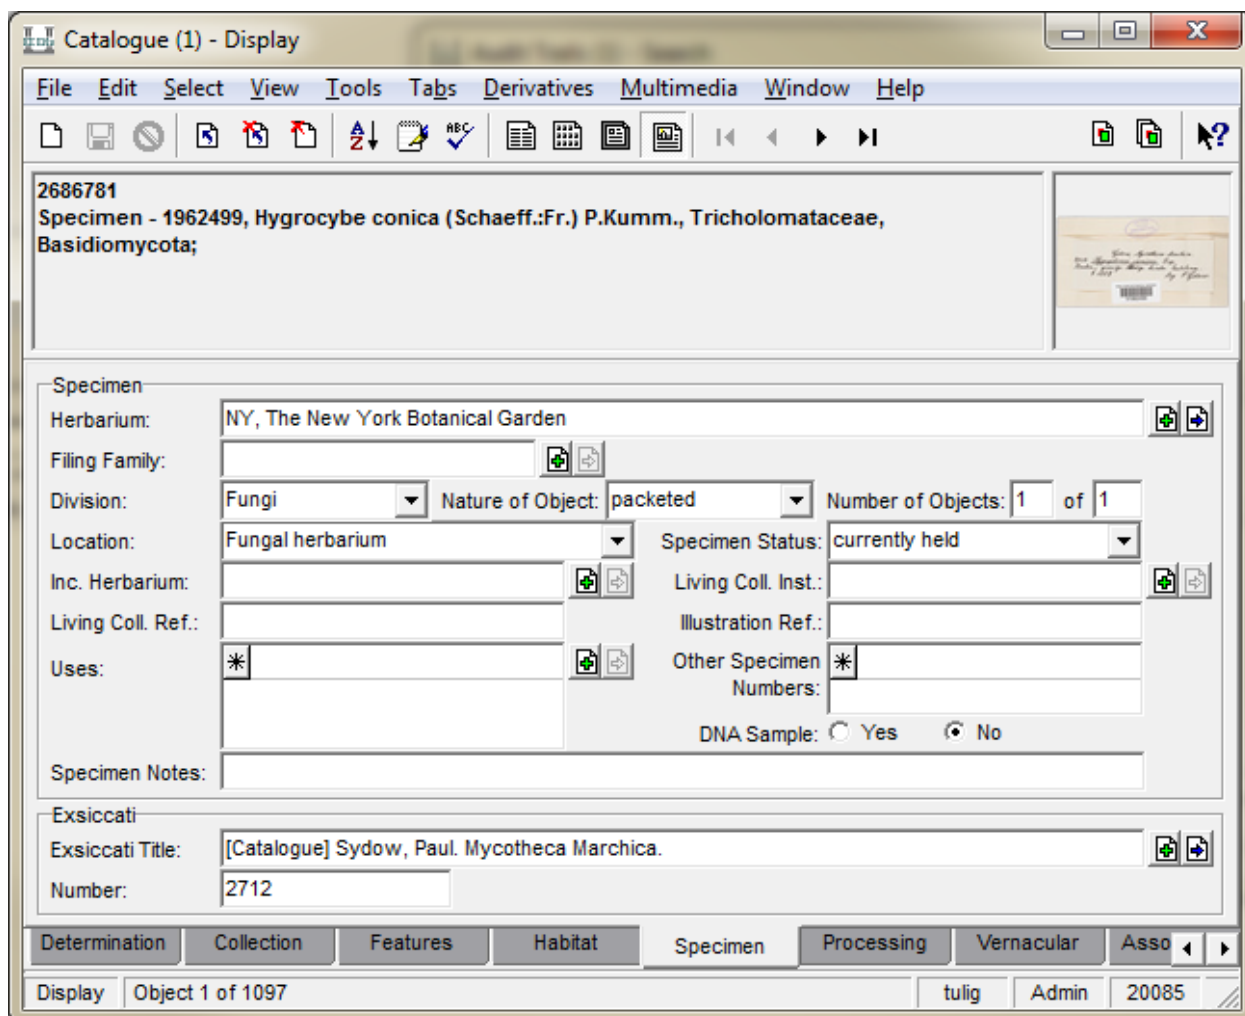 Catalogue (1) - Display
File Edit Select View Tools Tabs Derivatives Multimedia Window Help
2686781
Specimen - 1962499, Hygrocybe conica (Schaeff.:Fr.) P.Kumm., Tricholomataceae,
Basidiomycota;
Specimen
Herbarium: NY, The New York Botanical Garden
Filing Family:
Division: Fungi Nature of Object: packeted Number of Objects: 1 of 1
Location: Fungal herbarium Specimen Status: currently held
Inc. Herbarium: Living Coll. Inst.:
Living Coll. Ref.: Illustration Ref.:
Uses: Other Specimen
Numbers:
DNA Sample: Yes No
Specimen Notes:
Exsiccati
Exsiccati Title: [Catalogue] Sydow, Paul. Mycotheca Marchica.
Number: 2712
Determination Collection Features Habitat Specimen Processing Vernacular Asso
Display Object 1 of 1097 tulig Admin 20085